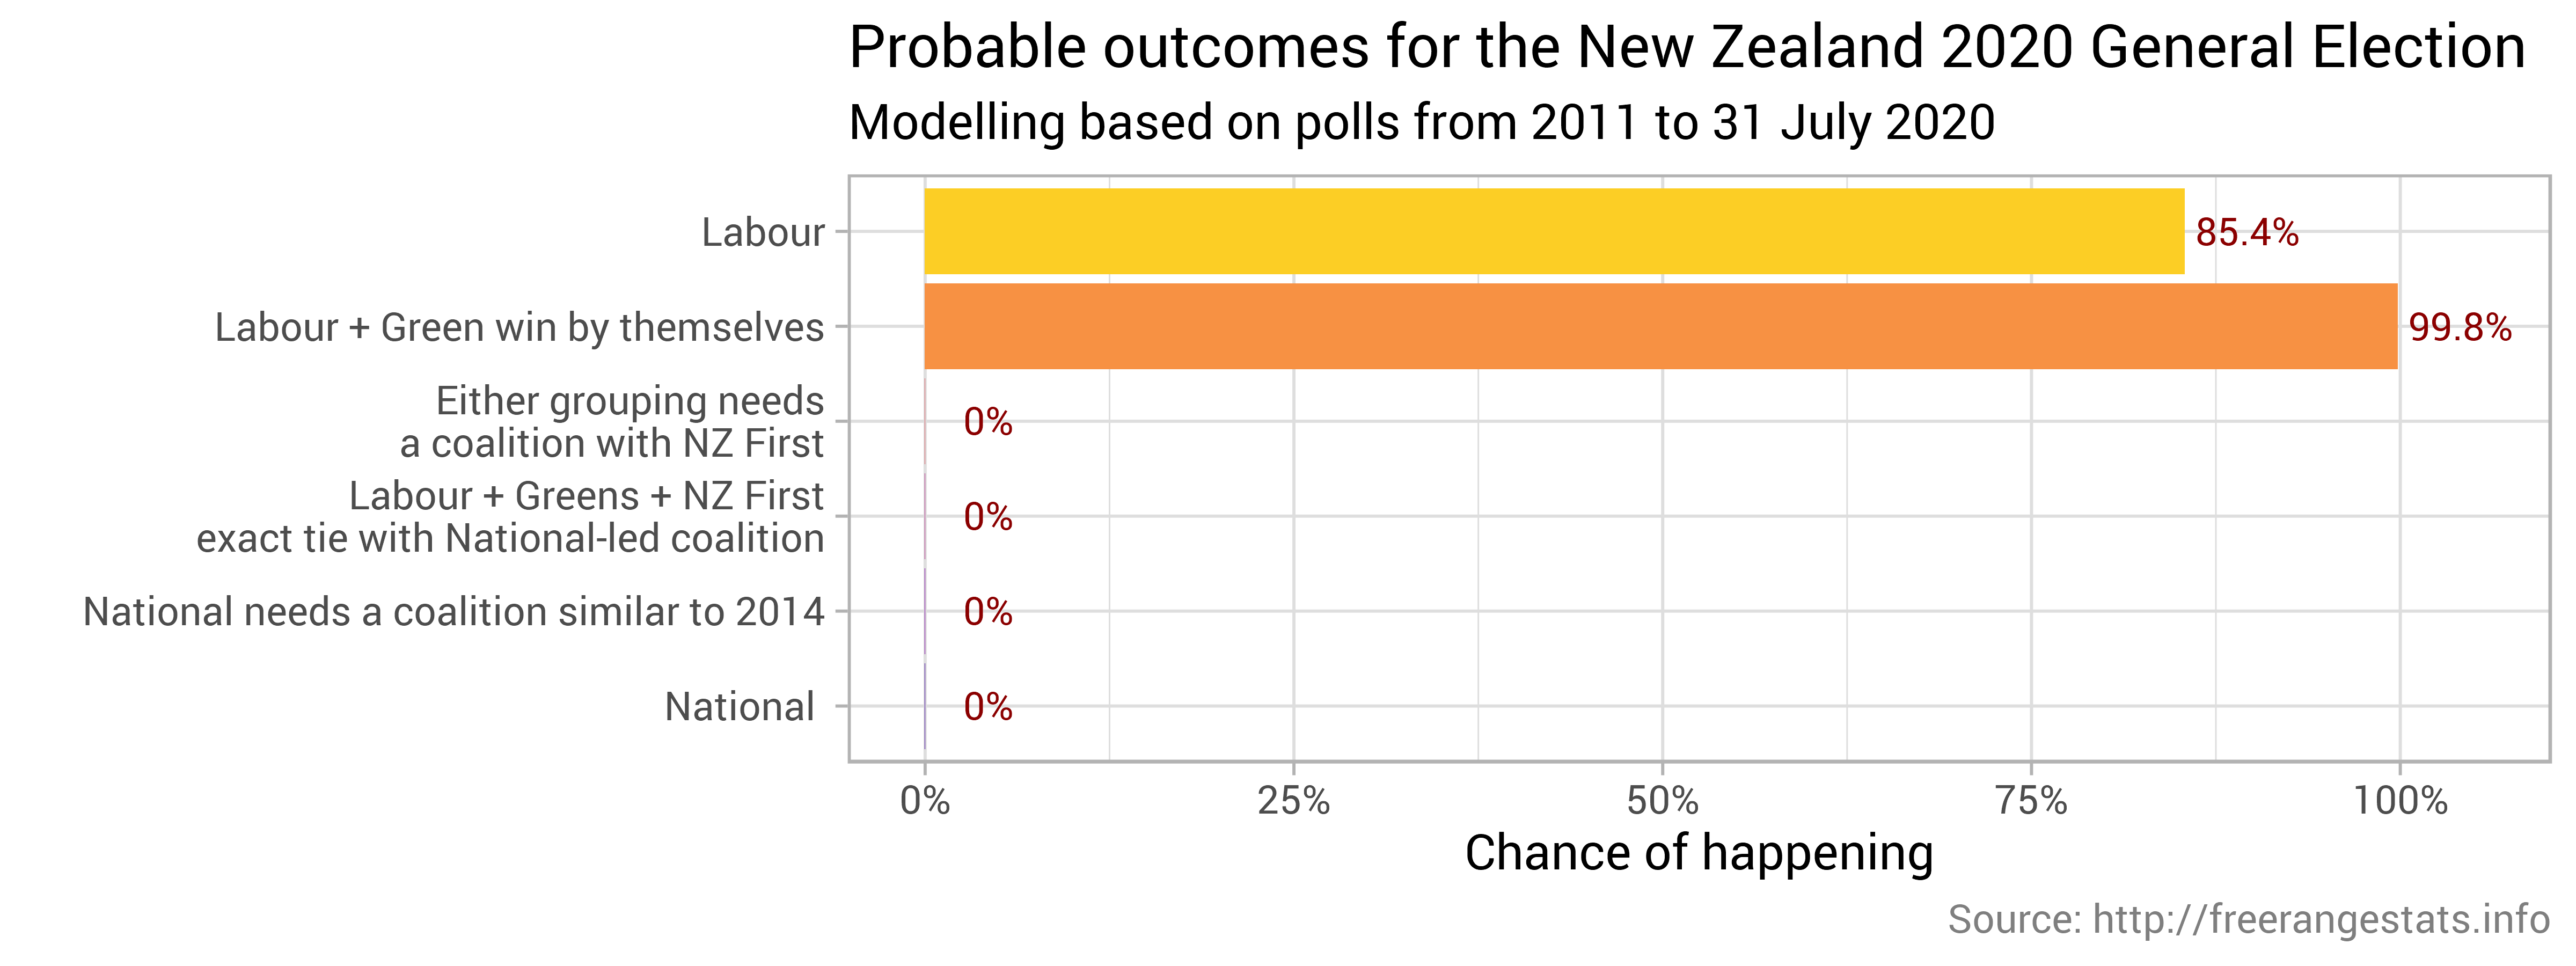 Probable outcomes for the New Zealand 2020 General Election
Modelling based on polls from 2011 to 31 July 2020
Labour
85.4%
Labour + Green win by themselves
99.8%
Either grouping needs
a coalition with NZ First
0%
Labour + Greens + NZ First
exact tie with National-led coalition
0%
National needs a coalition similar to 2014
0%
National
0%
0%
25%
50%
75%
100%
Chance of happening
Source: http://freerangestats.info